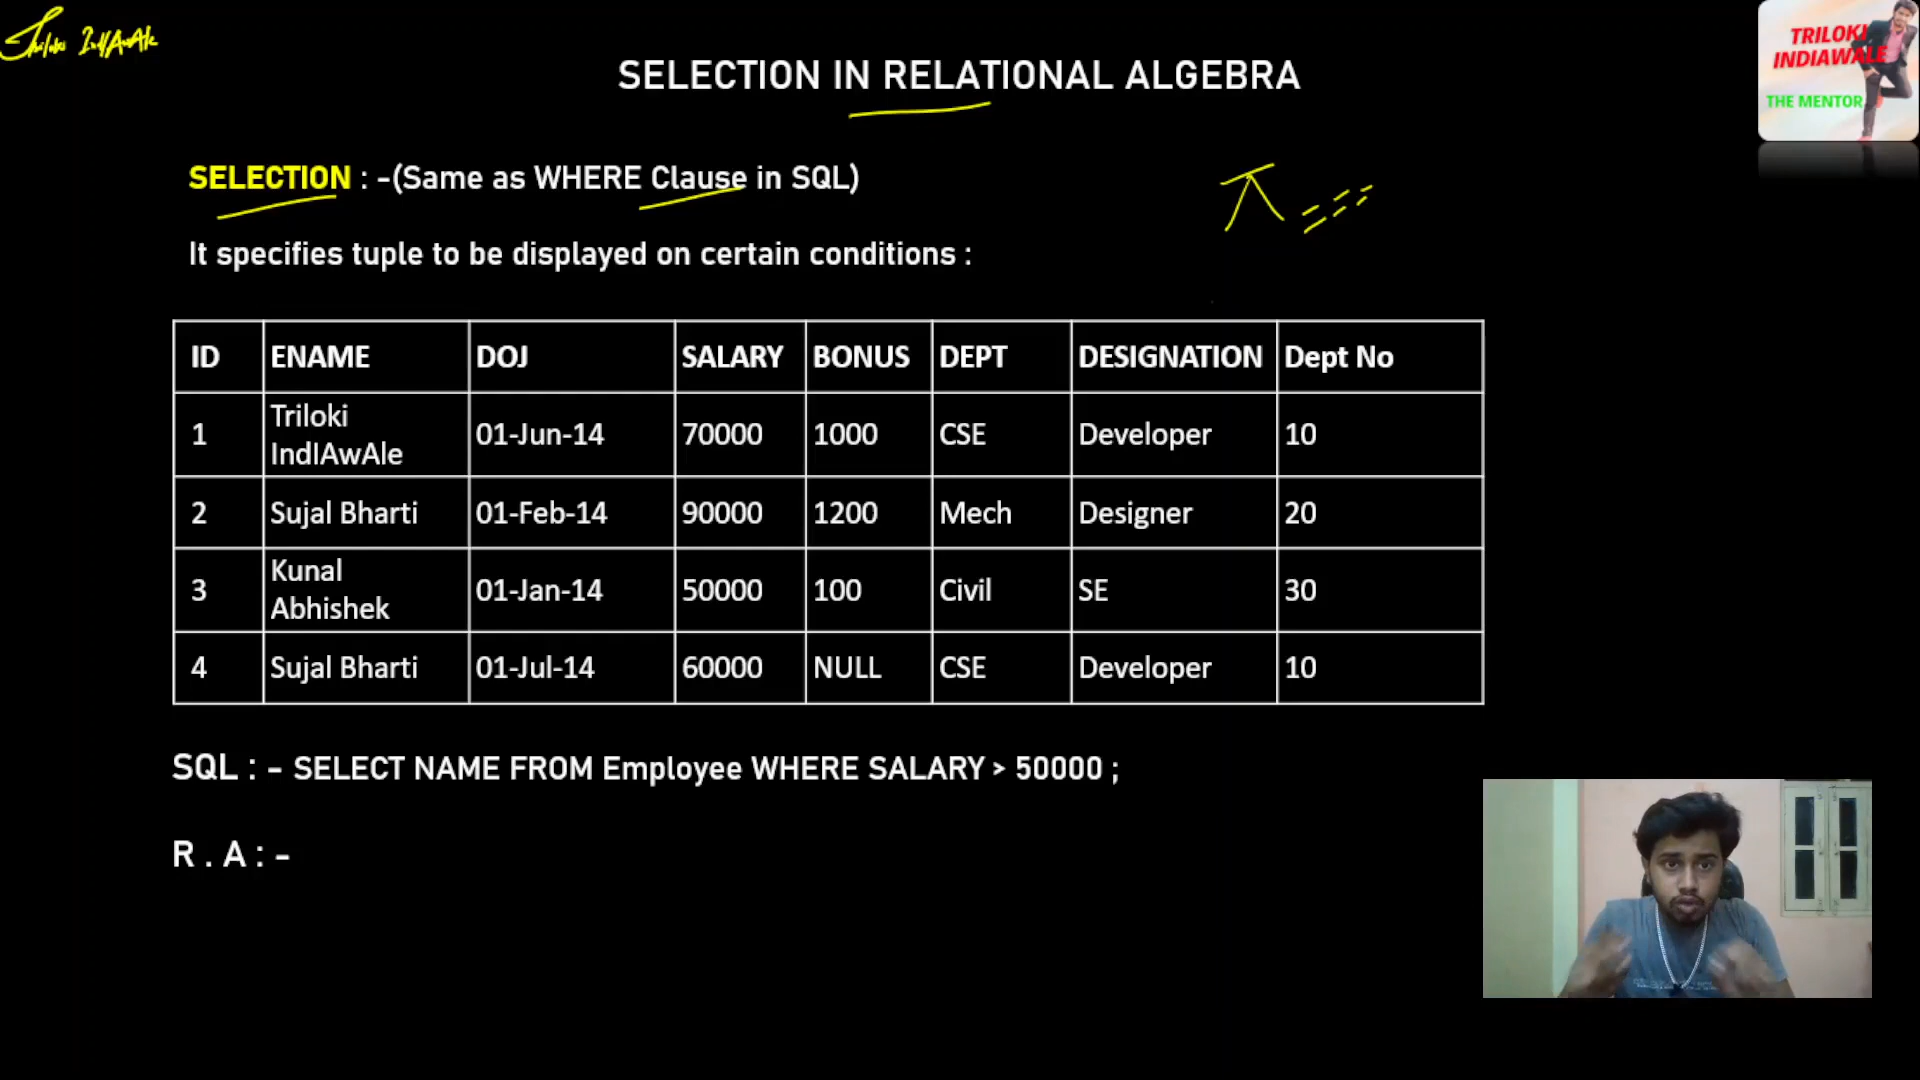 Triloki IndIAwAle
TRILOKI
INDIAWALE
THE MENTOR
SELECTION IN RELATIONAL ALGEBRA
SELECTION : -(Same as WHERE Clause in SQL)
π
It specifies tuple to be displayed on certain conditions :
ID ENAME DOJ SALARY BONUS DEPT DESIGNATION Dept No
1 Triloki IndIAwAle 01-Jun-14 70000 1000 CSE Developer 10
2 Sujal Bharti 01-Feb-14 90000 1200 Mech Designer 20
3 Kunal Abhishek 01-Jan-14 50000 100 Civil SE 30
4 Sujal Bharti 01-Jul-14 60000 NULL CSE Developer 10
SQL : - SELECT NAME FROM Employee WHERE SALARY > 50000 ;
R . A : -